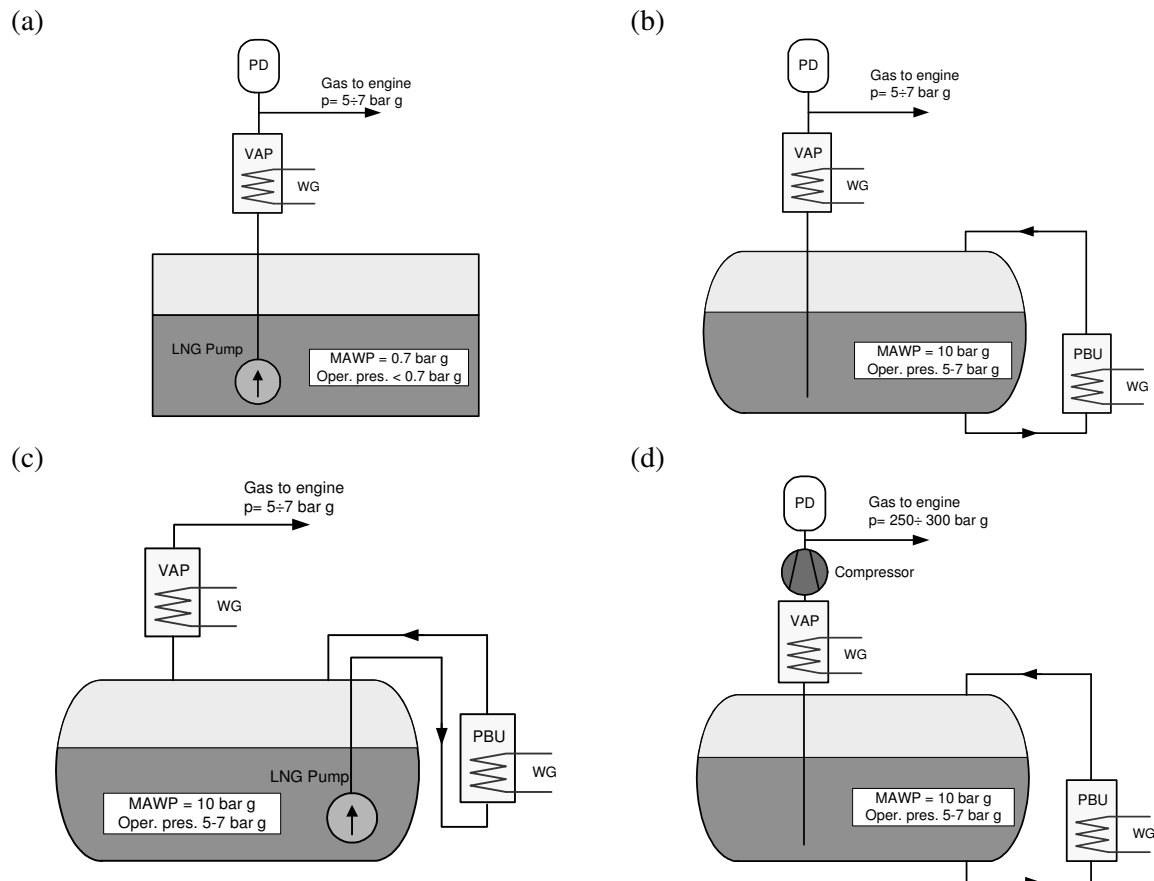 (a)
PD
Gas to engine
p= 5÷7 bar g
VAP
WG
LNG Pump
MAWP = 0.7 bar g
Oper. pres. < 0.7 bar g
(b)
PD
Gas to engine
p= 5÷7 bar g
VAP
WG
MAWP = 10 bar g
Oper. pres. 5-7 bar g
PBU
WG
(c)
Gas to engine
p= 5÷7 bar g
VAP
WG
PBU
WG
LNG Pump
MAWP = 10 bar g
Oper. pres. 5-7 bar g
(d)
PD
Gas to engine
p= 250÷ 300 bar g
Compressor
VAP
WG
MAWP = 10 bar g
Oper. pres. 5-7 bar g
PBU
WG